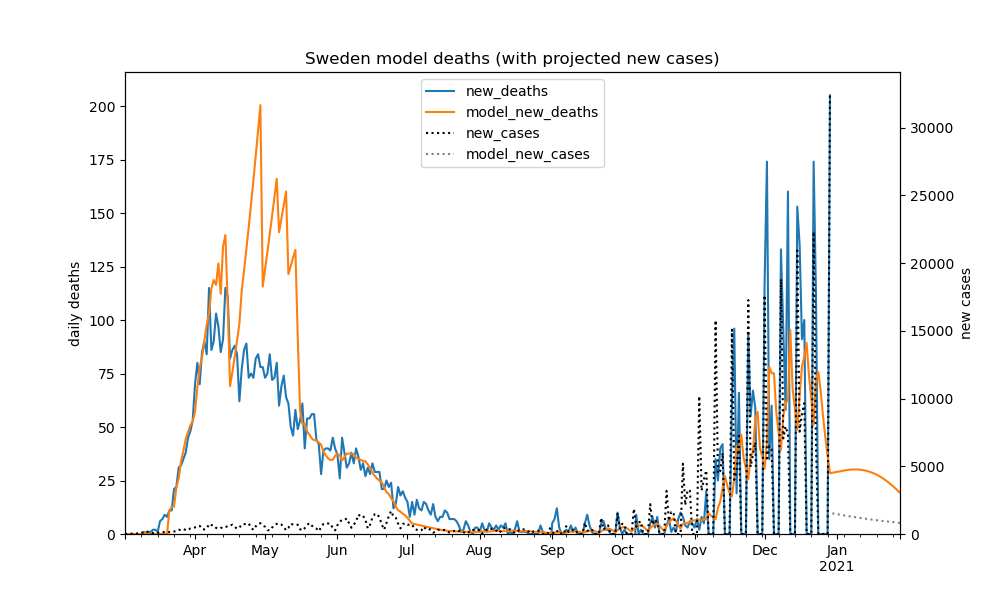 Sweden model deaths (with projected new cases)
new_deaths
model_new_deaths
new_cases
model_new_cases
daily deaths
200
175
150
125
100
75
50
25
0
new cases
30000
25000
20000
15000
10000
5000
0
Apr May Jun Jul Aug Sep Oct Nov Dec Jan
2021